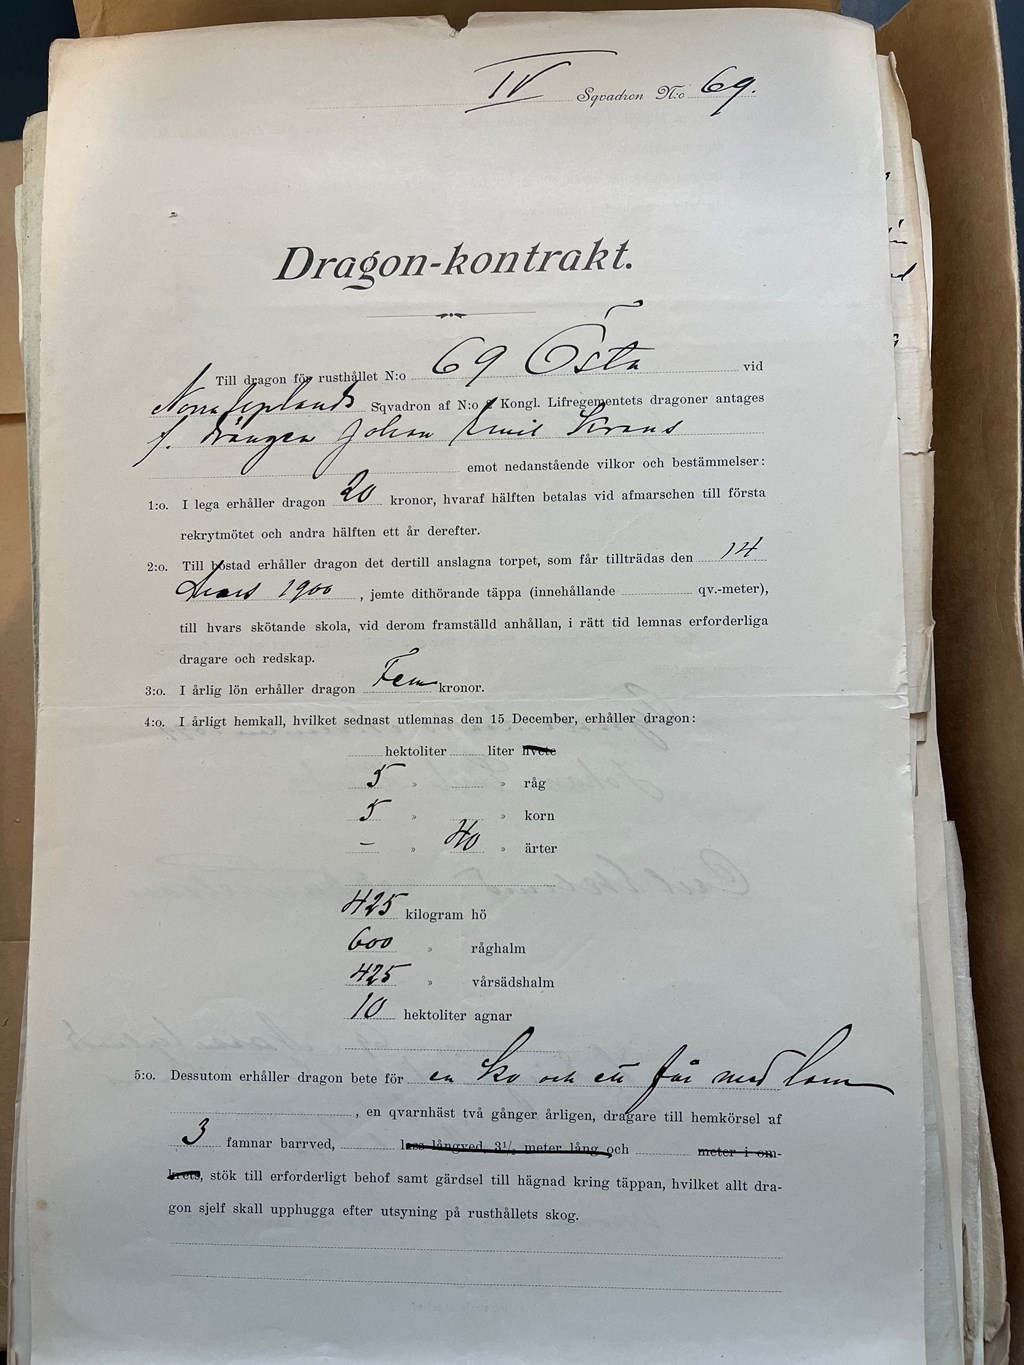 IV Sqvadron N:o 69.
Dragon-kontrakt.
Till dragon för rusthållet N:o 69 Östa vid
Norra Uplands Sqvadron af N:o 2 Kongl. Lifregementets dragoner antages
f. drängen Johan Emil Krans
emot nedanstående vilkor och bestämmelser:
1:o. I lega erhåller dragon 20 kronor, hvaraf hälften betalas vid afmarschen till första
rekrytmötet och andra hälften ett år derefter.
2:o. Till bostad erhåller dragon det dertill anslagna torpet, som får tillträdas den 14
Mars 1900, jemte dithörande täppa (innehållande qv.-meter),
till hvars skötande skola, vid derom framställd anhållan, i rätt tid lemnas erforderliga
dragare och redskap.
3:o. I årlig lön erhåller dragon Fem kronor.
4:o. I årligt hemkall, hvilket sednast utlemnas den 15 December, erhåller dragon:
hektoliter liter hvete
5 » » råg
5 » » korn
— » 40 » ärter
425 kilogram hö
600 » råghalm
425 » vårsädshalm
10 hektoliter agnar
5:o. Dessutom erhåller dragon bete för en ko och ett får med lam
, en qvarnhäst två gånger årligen, dragare till hemkörsel af
3 famnar barrved, lass långved, 3½ meter lång och meter i om-
krets, stök till erforderligt behof samt gärdsel till hägnad kring täppan, hvilket allt dra-
gon sjelf skall upphugga efter utsyning på rusthållets skog.